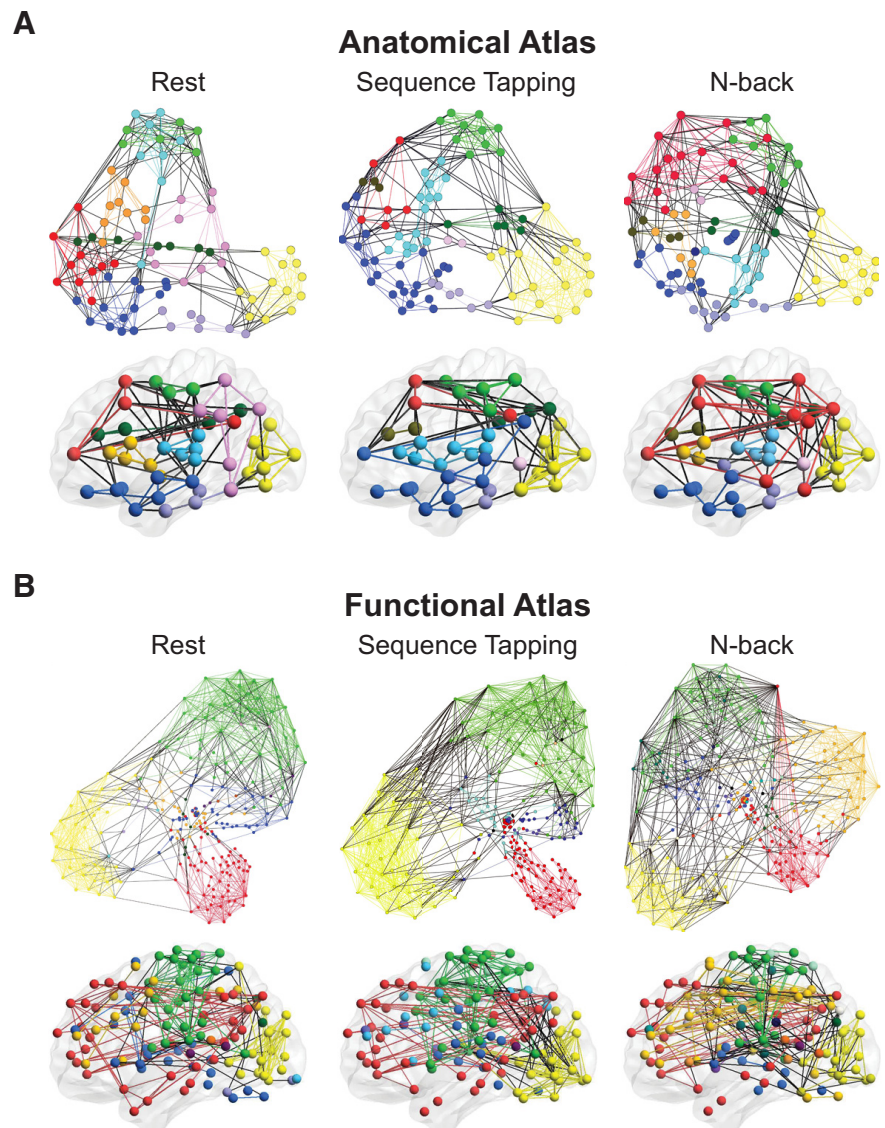 A
Anatomical Atlas
Rest Sequence Tapping N-back
B
Functional Atlas
Rest Sequence Tapping N-back